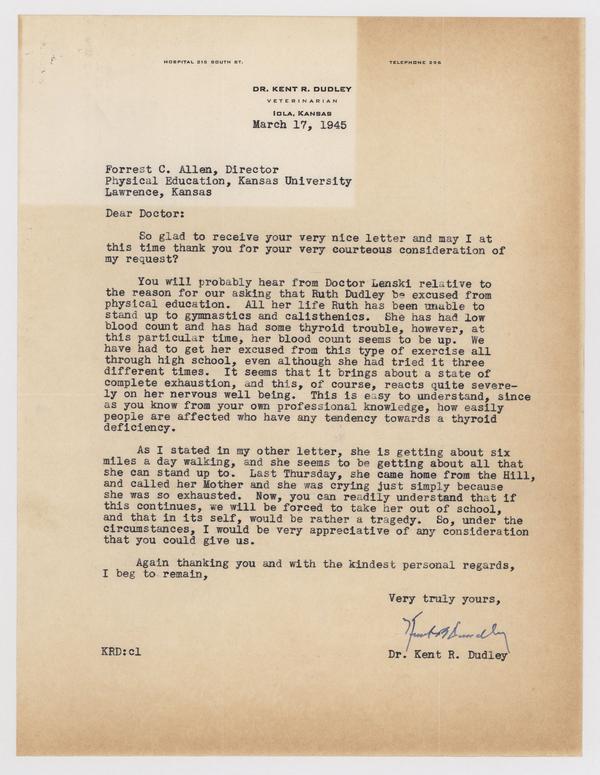 HOSPITAL 215 SOUTH ST.
TELEPHONE 256
DR. KENT R. DUDLEY
VETERINARIAN
IOLA, KANSAS
March 17, 1945
Forrest C. Allen, Director
Physical Education, Kansas University
Lawrence, Kansas
Dear Doctor:
So glad to receive your very nice letter and may I at
this time thank you for your very courteous consideration of
my request?
You will probably hear from Doctor Lenski relative to
the reason for our asking that Ruth Dudley be excused from
physical education. All her life Ruth has been unable to
stand up to gymnastics and calisthenics. She has had low
blood count and has had some thyroid trouble, however, at
this particular time, her blood count seems to be up. We
have had to get her excused from this type of exercise all
through high school, even although she had tried it three
different times. It seems that it brings about a state of
complete exhaustion, and this, of course, reacts quite severe-
ly on her nervous well being. This is easy to understand, since
as you know from your own professional knowledge, how easily
people are affected who have any tendency towards a thyroid
deficiency.
As I stated in my other letter, she is getting about six
miles a day walking, and she seems to be getting about all that
she can stand up to. Last Thursday, she came home from the Hill,
and called her Mother and she was crying just simply because
she was so exhausted. Now, you can readily understand that if
this continues, we will be forced to take her out of school,
and that in its self, would be rather a tragedy. So, under the
circumstances, I would be very appreciative of any consideration
that you could give us.
Again thanking you and with the kindest personal regards,
I beg to remain,
Very truly yours,
Kent R Dudley
KRD:cl
Dr. Kent R. Dudley